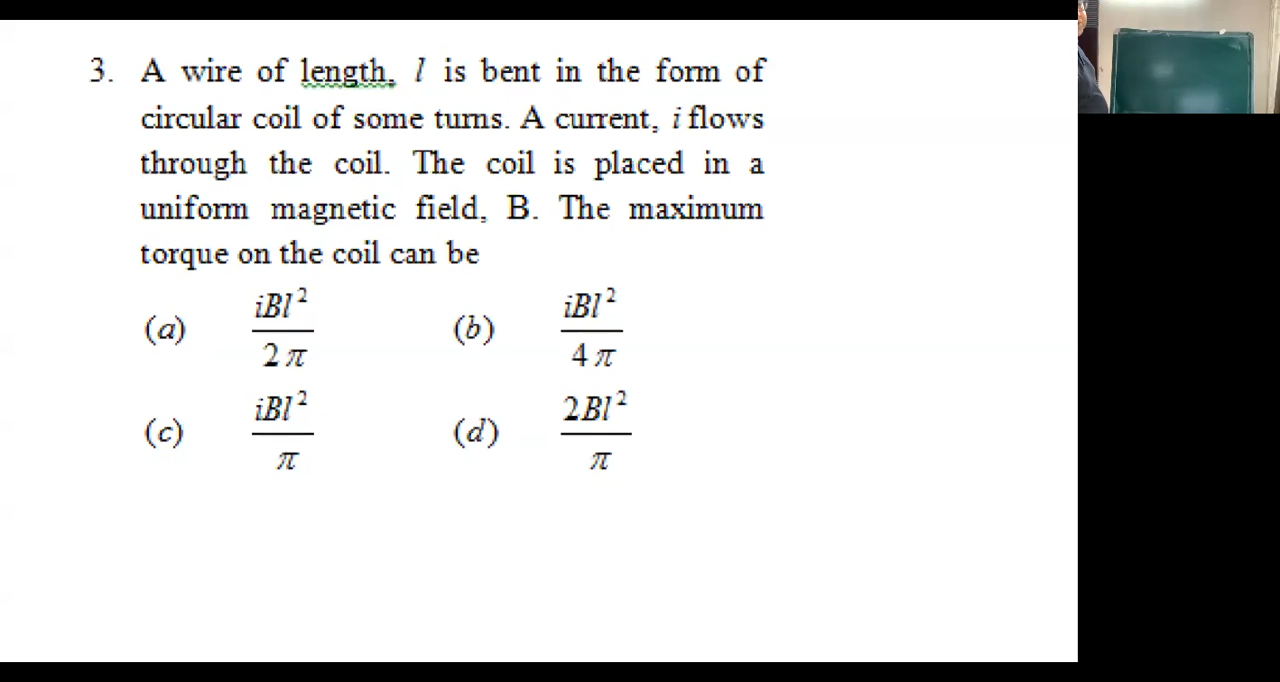 3. A wire of length, l is bent in the form of
circular coil of some turns. A current, i flows
through the coil. The coil is placed in a
uniform magnetic field, B. The maximum
torque on the coil can be
(a) iBl²/2π (b) iBl²/4π
(c) iBl²/π (d) 2Bl²/π